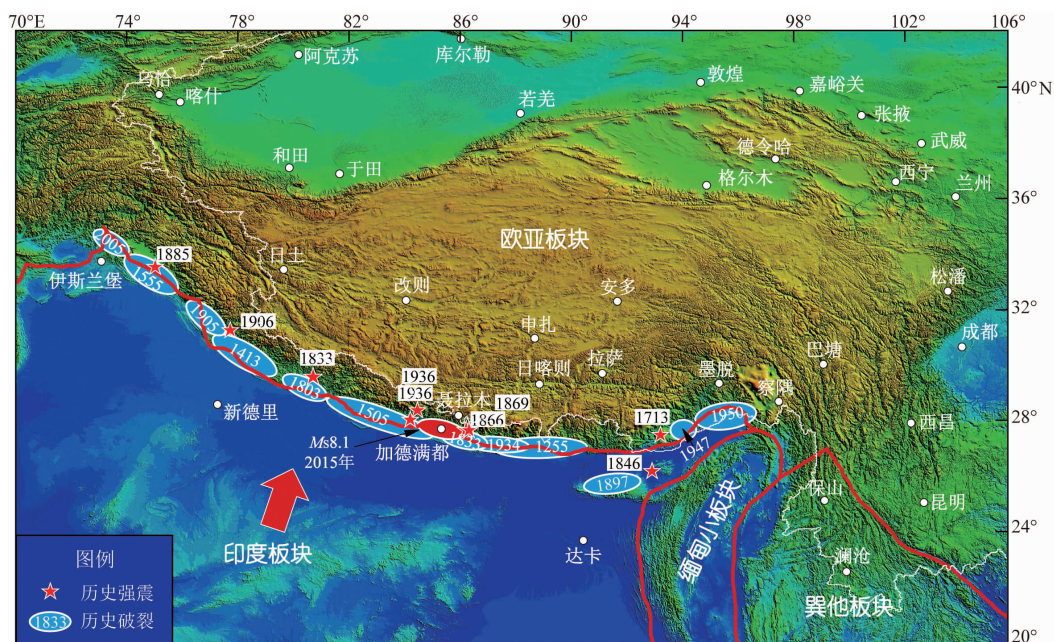 70°E 74 78 82 86 90 94 98 102 106°
阿克苏
库尔勒
乌恰
喀什
若羌
敦煌
嘉峪关
40°N
张掖
武威
和田
于田
德令哈
格尔木
西宁
兰州
36°
欧亚板块
2005
1885
1555
伊斯兰堡
日土
改则
安多
松潘
32°
1905
1906
1413
申扎
成都
巴塘
1833
1803
1936
1936
日喀则
拉萨
墨脱
察隅
聂拉木
1869
1866
1505
新德里
1713
1950
28°
西昌
Ms8.1
2015年
加德满都
1833
1934
1255
1947
1846
1897
保山
昆明
印度板块
达卡
缅甸小板块
24°
澜沧
巽他板块
20°
图例
历史强震
1833 历史破裂